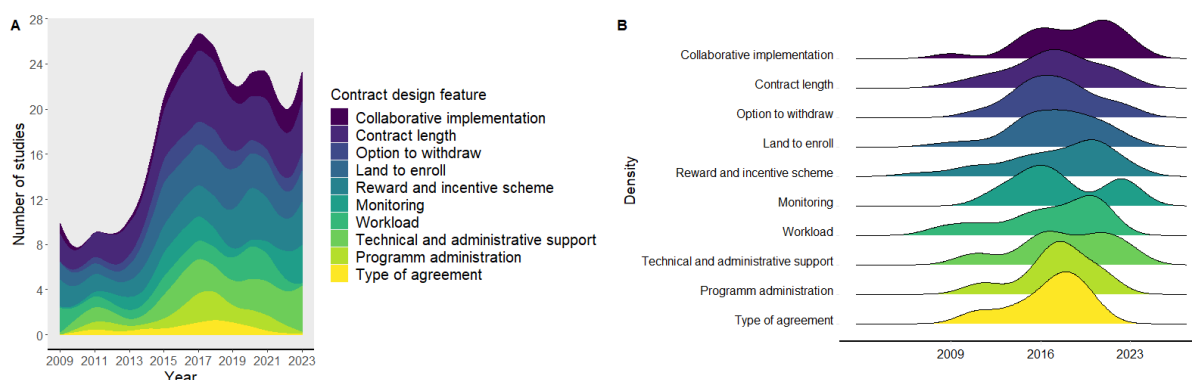 A
28
24
20
16
12
8
4
0
Number of studies
2009 2011 2013 2015 2017 2019 2021 2023
Year
Contract design feature
Collaborative implementation
Contract length
Option to withdraw
Land to enroll
Reward and incentive scheme
Monitoring
Workload
Technical and administrative support
Programm administration
Type of agreement
B
Density
Collaborative implementation
Contract length
Option to withdraw
Land to enroll
Reward and incentive scheme
Monitoring
Workload
Technical and administrative support
Programm administration
Type of agreement
2009 2016 2023